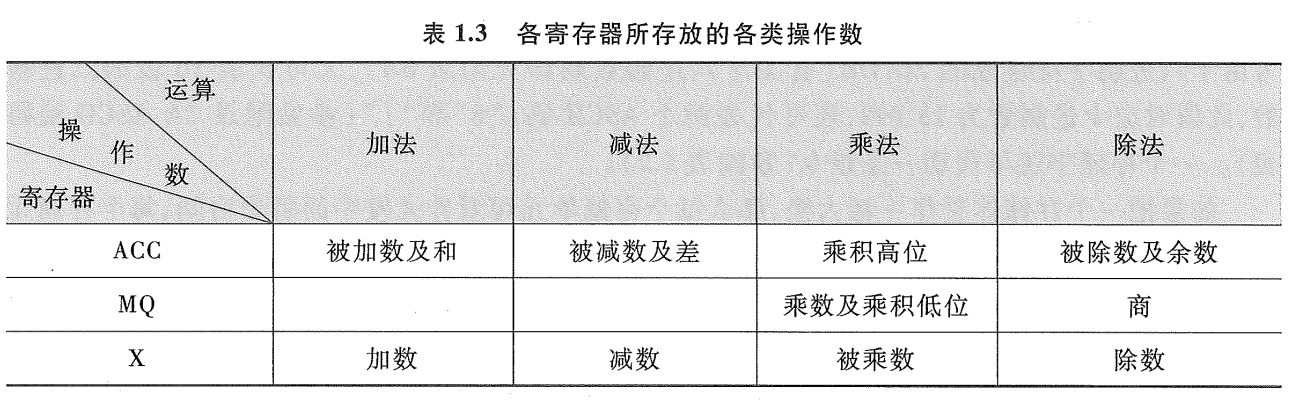 表 1.3 各寄存器所存放的各类操作数
运算
操作数
寄存器
加法 减法 乘法 除法
ACC 被加数及和 被减数及差 乘积高位 被除数及余数
MQ 乘数及乘积低位 商
X 加数 减数 被乘数 除数